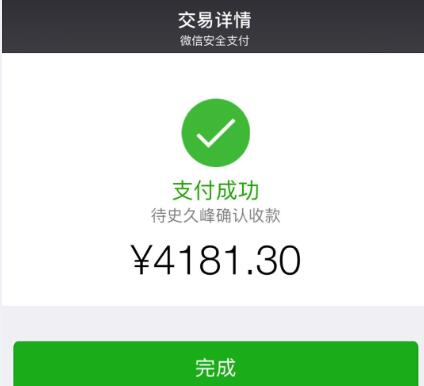 交易详情
微信安全支付
支付成功
待史久峰确认收款
¥4181.30
完成